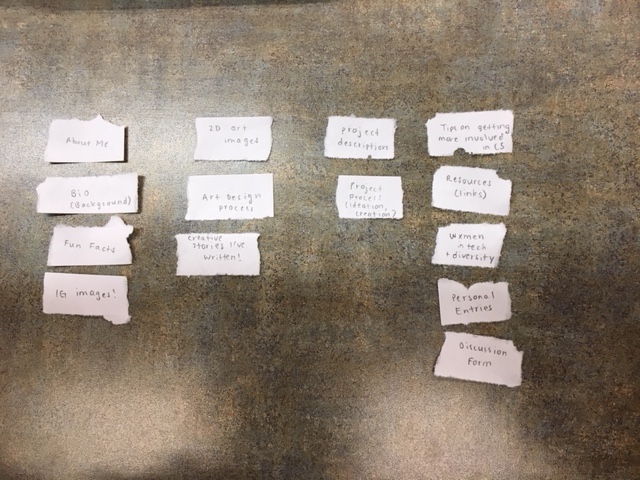 About Me
Bio
(Background)
Fun Facts
IG images!
2D art
images
Art Design
process
Creative
Stories I've
Written!
project
description
Project
process
(ideation,
creation)
Tips on getting
more involved
in CS
Resources
(links)
Women
in tech
+ diversity
Personal
Entries
Discussion
Form